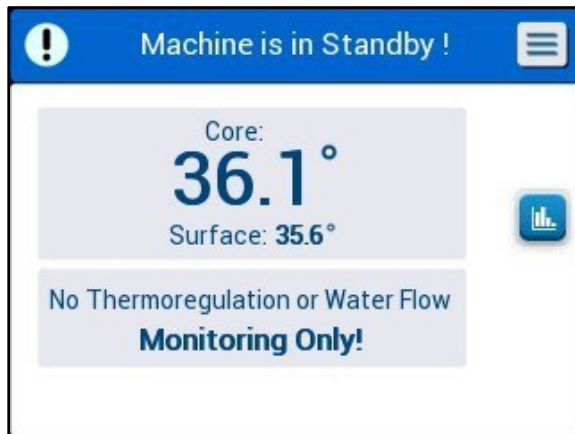 Machine is in Standby !
Core:
36.1°
Surface: 35.6°
No Thermoregulation or Water Flow
Monitoring Only!